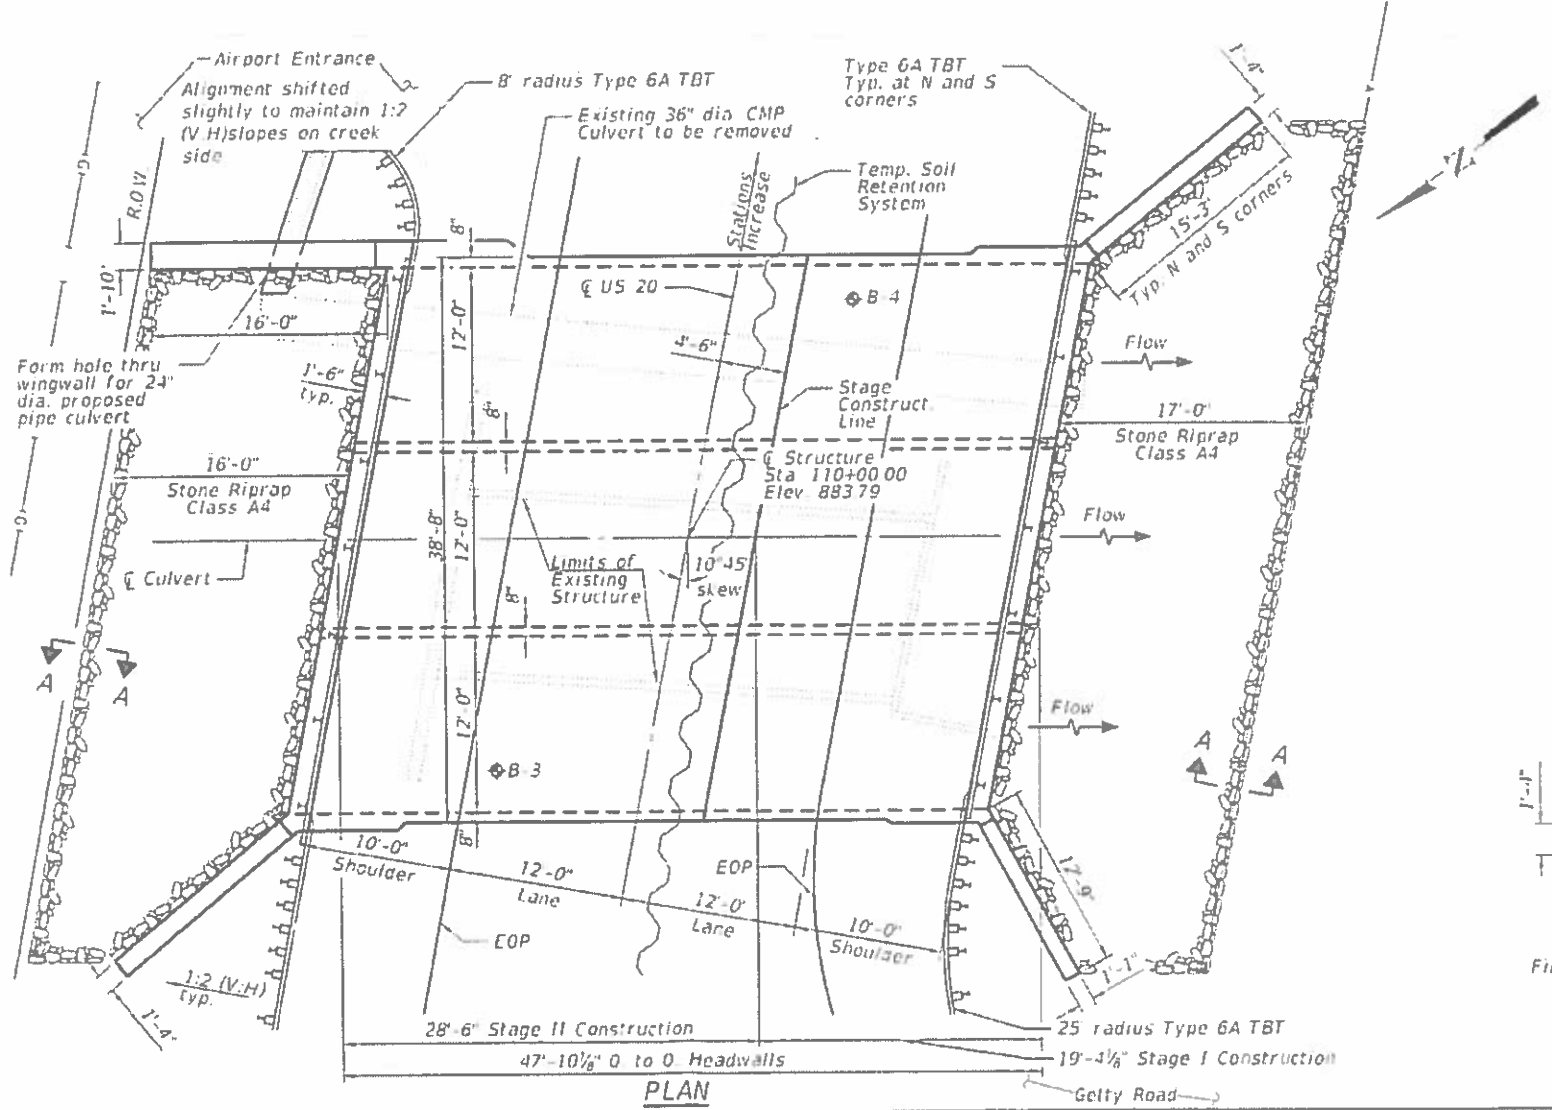 Airport Entrance
Alignment shifted
slightly to maintain 1:2
(V:H)slopes on creek
side
8' radius Type 6A TBT
Existing 36" dia. CMP
Culvert to be removed
Type 6A TBT
Typ. at N and S
corners
1'-4"
N
R.O.W.
8"
Stations
Increase
Temp. Soil
Retention
System
15'-3"
Typ. N and S corners
1'-10"
16'-0"
℄ US 20
B-4
12'-0"
4'-6"
Flow
Form hole thru
wingwall for 24"
dia. proposed
pipe culvert
1'-6"
typ.
8"
Stage
Construct.
Line
17'-0"
Stone Riprap
Class A4
16'-0"
Stone Riprap
Class A4
℄ Structure
Sta. 110+00.00
Elev. 883.79
Flow
38'-8"
12'-0"
℄ Culvert
Limits of
Existing
Structure
10°45'
skew
8"
A
A
12'-0"
Flow
A
A
B-3
1'-1"
8"
10'-0"
Shoulder
12'-0"
Lane
12'-0"
Lane
EOP
10'-0"
Shoulder
12'-9"
EOP
1:2 (V:H)
typ.
1'-4"
1'-1"
28'-6" Stage II Construction
25' radius Type 6A TBT
47'-10⅛" O. to O. Headwalls
19'-4⅛" Stage I Construction
PLAN
Getty Road